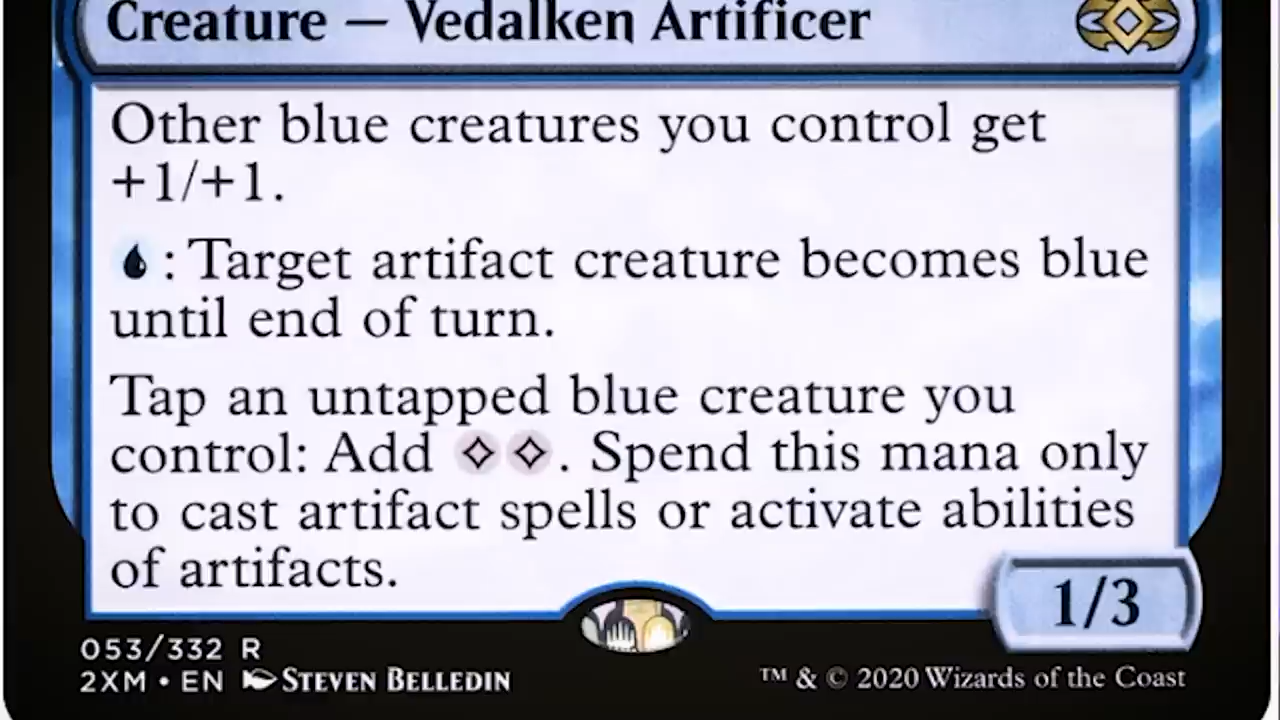 Creature — Vedalken Artificer
Other blue creatures you control get
+1/+1.
: Target artifact creature becomes blue
until end of turn.
Tap an untapped blue creature you
control: Add . Spend this mana only
to cast artifact spells or activate abilities
of artifacts.
1/3
053/332 R
2XM • EN STEVEN BELLEDIN
™ & © 2020 Wizards of the Coast